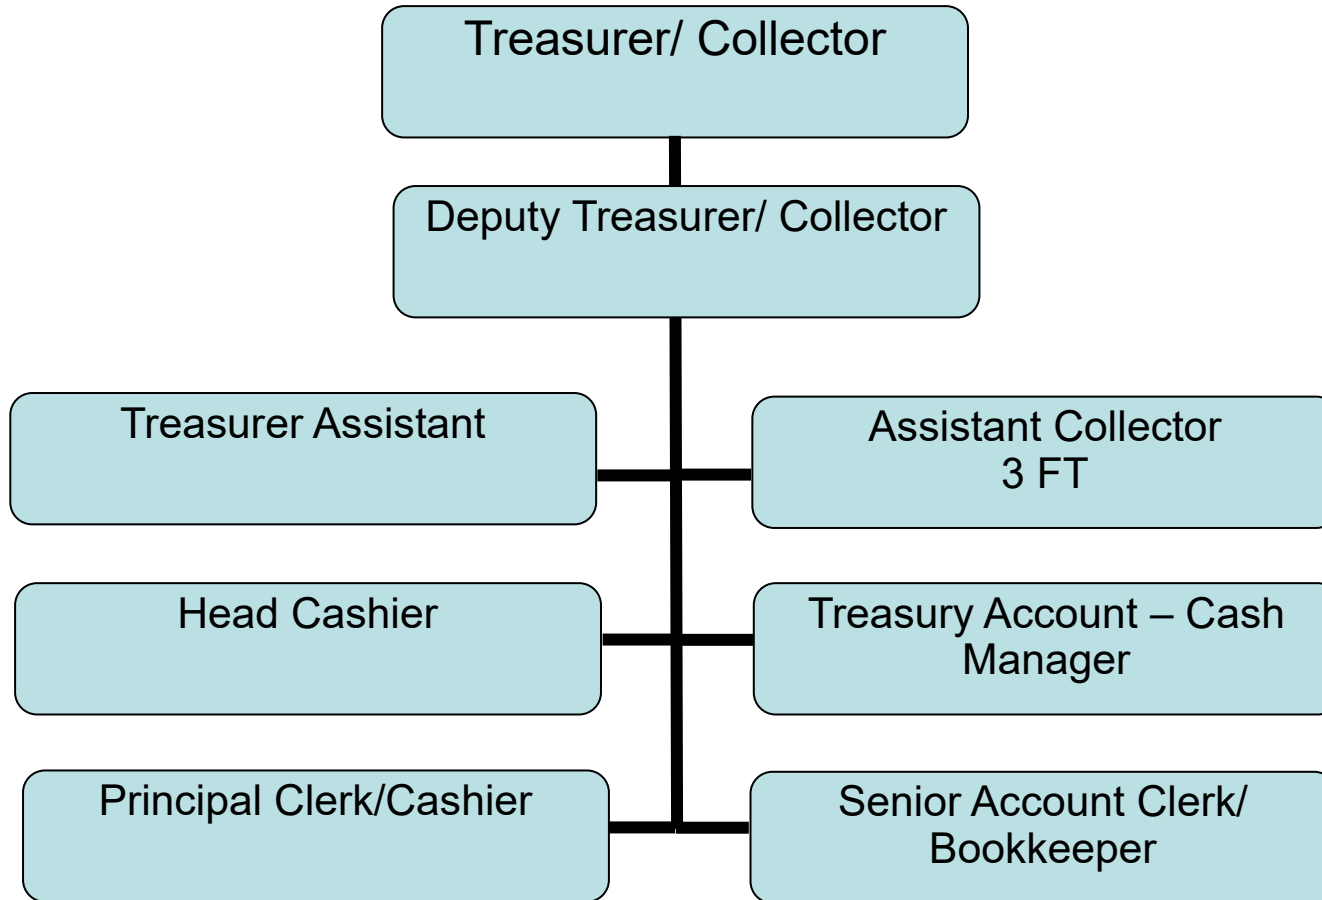 Treasurer/ Collector
Deputy Treasurer/ Collector
Treasurer Assistant
Assistant Collector
3 FT
Head Cashier
Treasury Account – Cash
Manager
Principal Clerk/Cashier
Senior Account Clerk/
Bookkeeper